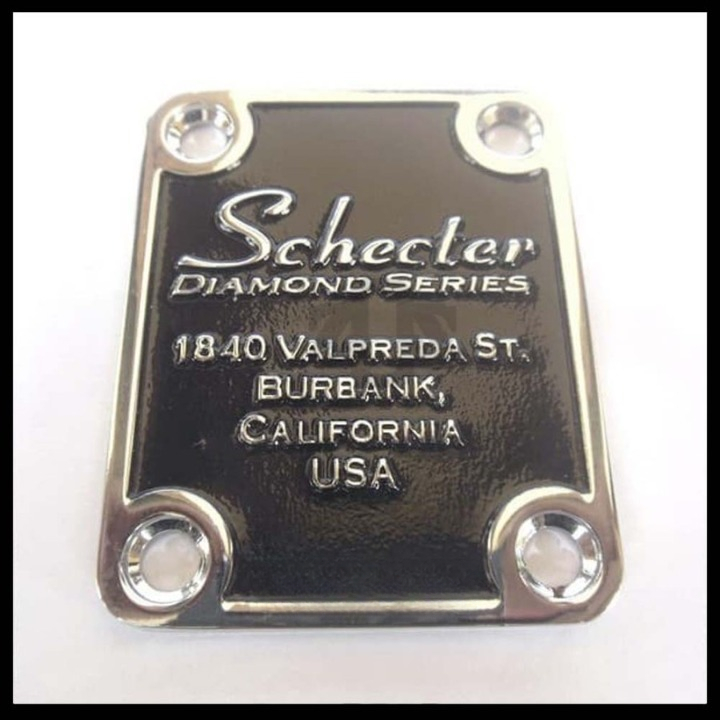 Schecter
DIAMOND SERIES
1840 VALPREDA ST.
BURBANK,
CALIFORNIA
USA